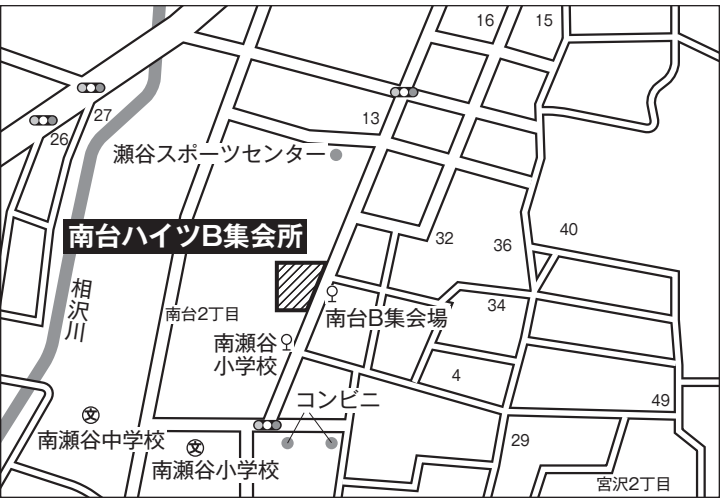 16
15
27
26
13
瀬谷スポーツセンター
南台ハイツB集会所
32
36
40
相沢川
南台2丁目
南台B集会場
34
南瀬谷
小学校
4
コンビニ
49
文
南瀬谷中学校
文
南瀬谷小学校
29
宮沢2丁目